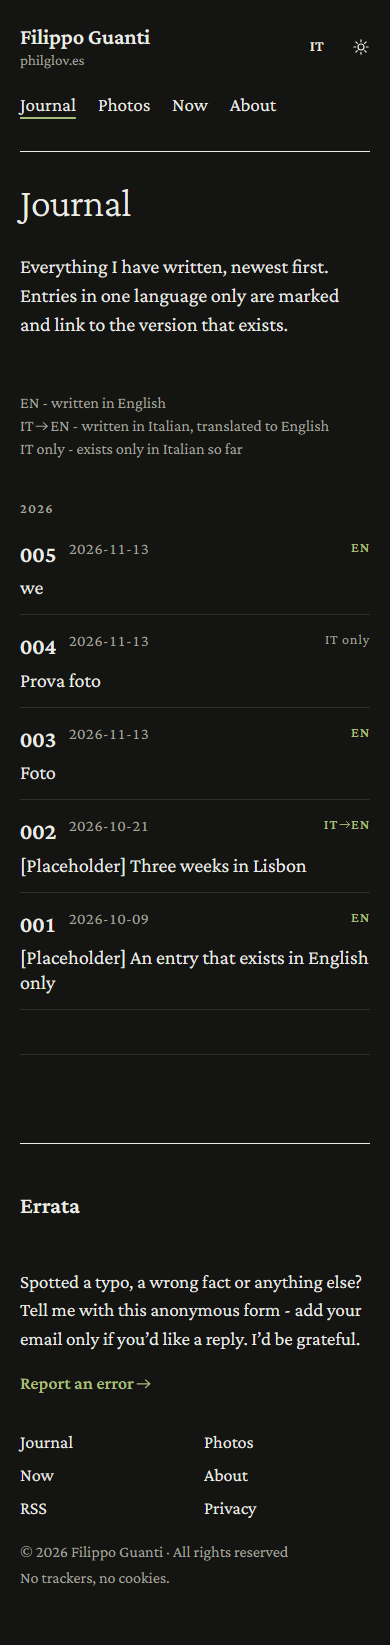 Filippo Guanti
philglov.es
IT
Journal Photos Now About
Journal
Everything I have written, newest first.
Entries in one language only are marked
and link to the version that exists.
EN - written in English
IT→EN - written in Italian, translated to English
IT only - exists only in Italian so far
2026
005 2026-11-13 EN
we
004 2026-11-13 IT only
Prova foto
003 2026-11-13 EN
Foto
002 2026-10-21 IT→EN
[Placeholder] Three weeks in Lisbon
001 2026-10-09 EN
[Placeholder] An entry that exists in English
only
Errata
Spotted a typo, a wrong fact or anything else?
Tell me with this anonymous form - add your
email only if you’d like a reply. I’d be grateful.
Report an error→
Journal Photos
Now About
RSS Privacy
© 2026 Filippo Guanti · All rights reserved
No trackers, no cookies.